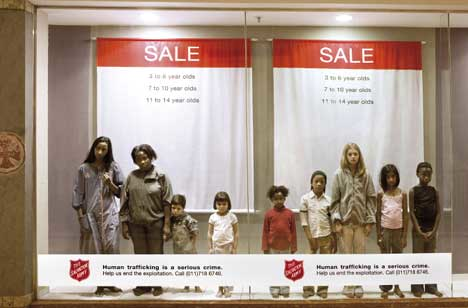 SALE
3 to 6 year olds
7 to 10 year olds
11 to 14 year olds
SALE
3 to 6 year olds
7 to 10 year olds
11 to 14 year olds
THE SALVATION ARMY
Human trafficking is a serious crime.
Help us end the exploitation. Call (011)718 6746.
THE SALVATION ARMY
Human trafficking is a serious crime.
Help us end the exploitation. Call (011)718 6746.